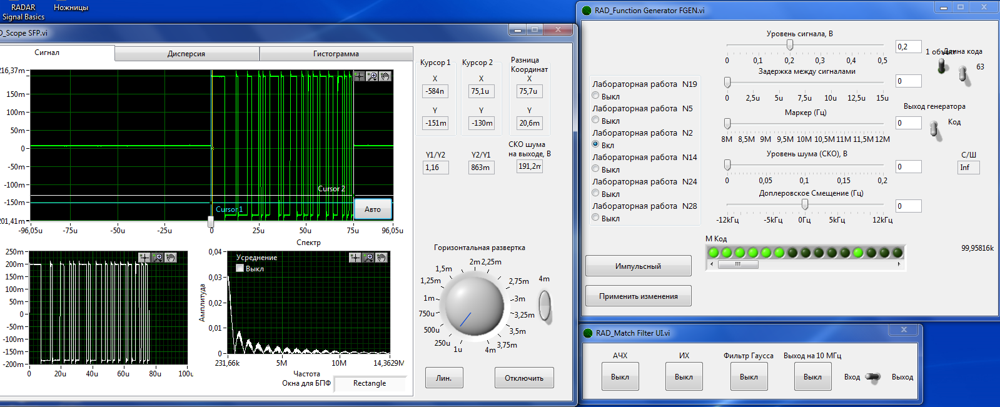 RADAR
Signal Basics
Ножницы
D_Scope SFP.vi
Сигнал
Дисперсия
Гистограмма
216,37m
150m
100m
50m
0
-50m
-100m
-150m
201,41m
-96,05u
-75u
-50u
-25u
0
25u
50u
75u
96,05u
Cursor 2
Cursor 1
Авто
Курсор 1
Курсор 2
Разница
Координат
X
X
X
-584n
75,1u
75,7u
Y
Y
Y
-151m
-130m
20,6m
Y1/Y2
Y2/Y1
СКО шума
на выходе, В
1,16
863m
191,2m
Спектр
250m
200m
150m
100m
50m
0
-50m
-100m
-150m
-200m
0
20u
40u
60u
80u
100u
Усреднение
Выкл
Амплитуда
0,04
0,03
0,02
0,01
0
231,66k
5M
10M
14,3629M
Частота
Окна для БПФ
Rectangle
Горизонтальная развертка
1u
250u
500u
750u
1m
1,25m
1,5m
2m
2,25m
2,75m
3m
3,25m
3,5m
3,75m
4m
4m
Лин.
Отключить
RAD_Function Generator FGEN.vi
Лабораторная работа N19
Выкл
Лабораторная работа N5
Выкл
Лабораторная работа N2
Вкл
Лабораторная работа N14
Выкл
Лабораторная работа N24
Выкл
Лабораторная работа N28
Выкл
Импульсный
Применить изменения
Уровень сигнала, В
0,2
0
0,1
0,2
0,3
0,4
0,5
Задержка между сигналами
0
0
2,5u
5u
7,5u
10u
12,5u
15u
Маркер (Гц)
0
8M
8,5M
9M
9,5M
10M
10,5M
11M
11,5M
12M
Уровень шума (СКО), В
0
0
0,05
0,1
0,15
0,2
Доплеровское Смещение (Гц)
0
-12kГц
-5kГц
0Гц
5kГц
12kГц
1 объект
Длина кода
63
Выход генератора
Код
С/Ш
Inf
М Код
99,95816k
RAD_Match Filter UI.vi
АЧХ
ИХ
Фильтр Гаусса
Выход на 10 МГц
Выкл
Выкл
Выкл
Выкл
Вход
Выход